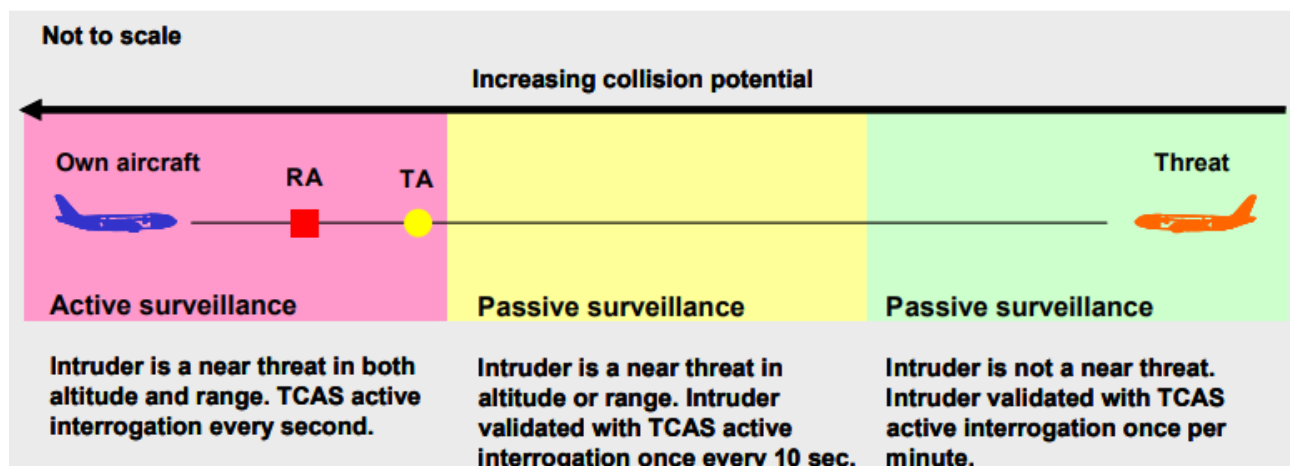 Not to scale
Increasing collision potential
Own aircraft
RA
TA
Threat
Active surveillance
Passive surveillance
Passive surveillance
Intruder is a near threat in both
altitude and range. TCAS active
interrogation every second.
Intruder is a near threat in
altitude or range. Intruder
validated with TCAS active
interrogation once every 10 sec.
Intruder is not a near threat.
Intruder validated with TCAS
active interrogation once per
minute.